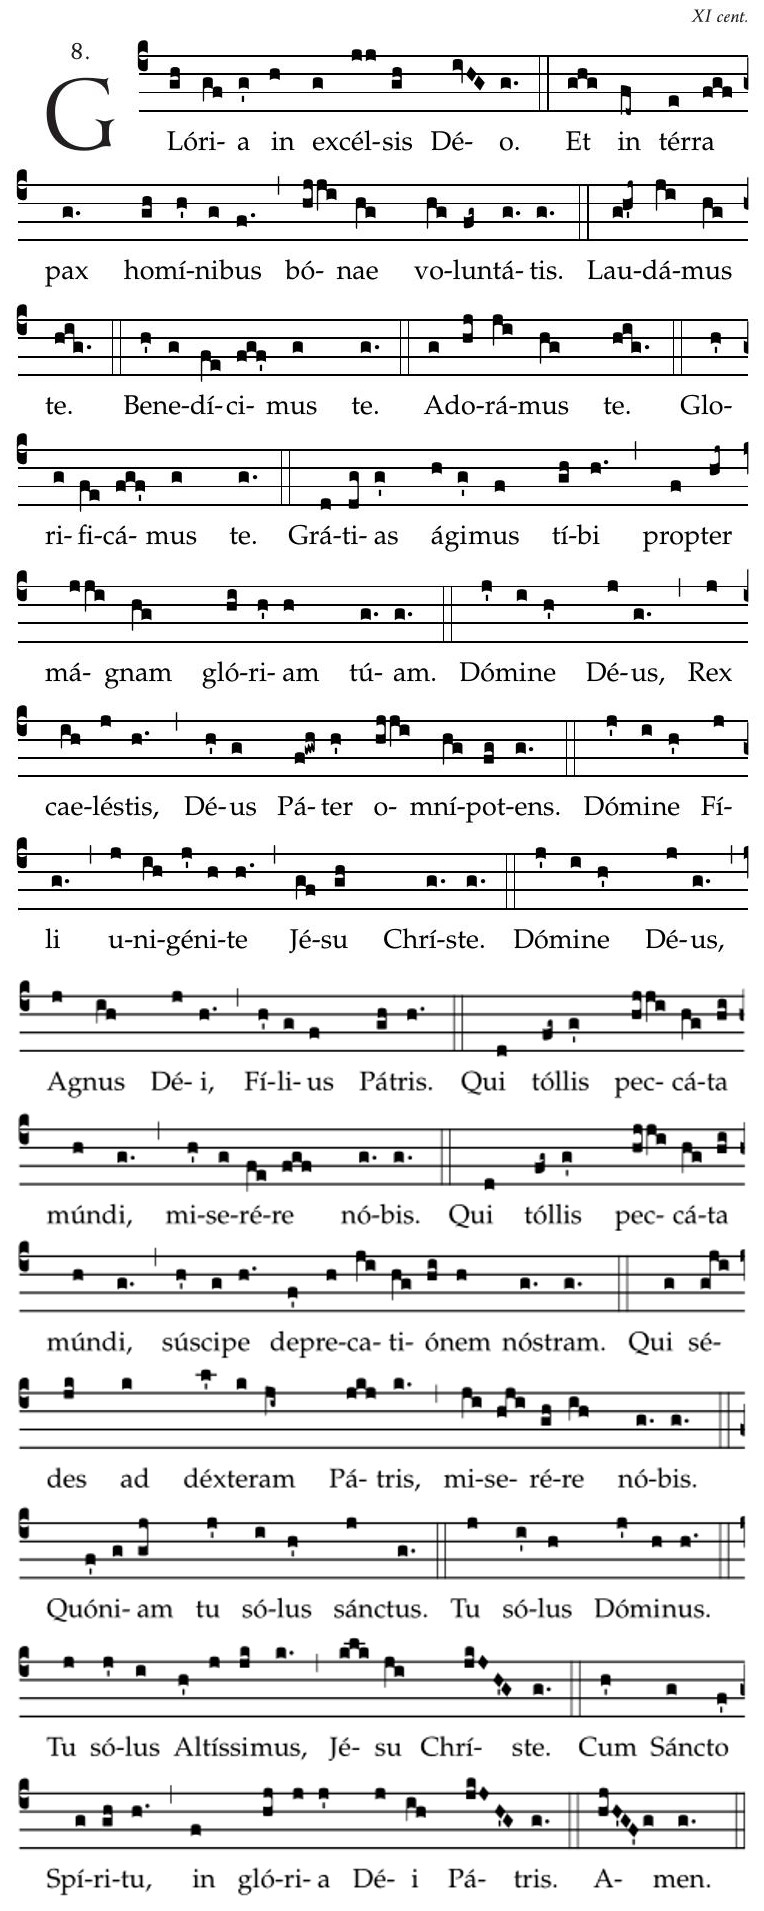 XI cent.
8.
GLóri- a in excél-sis Dé- o. Et in térra
pax homí-nibus bó-nae vo-luntá-tis. Lau-dá-mus
te. Bene-dí-ci-mus te. Ado-rá-mus te. Glo-
ri-fi-cá-mus te. Grá-ti-as ágimus tí-bi propter
má-gnam gló-ri-am tú-am. Dómine Dé-us, Rex
cae-léstis, Dé-us Pá-ter o-mní-pot-ens. Dómine Fí-
li u-ni-géni-te Jé-su Chrí-ste. Dómine Dé-us,
Agnus Dé-i, Fí-li-us Pátris. Qui tóllis pec-cá-ta
múndi, mi-se-ré-re nó-bis. Qui tóllis pec-cá-ta
múndi, súscipe depre-ca-ti-ónem nóstram. Qui sé-
des ad déxteram Pá-tris, mi-se-ré-re nó-bis.
Quóni-am tu só-lus sánctus. Tu só-lus Dóminus.
Tu só-lus Altíssimus, Jé-su Chrí- ste. Cum Sáncto
Spí-ri-tu, in gló-ri-a Dé-i Pá- tris. A- men.